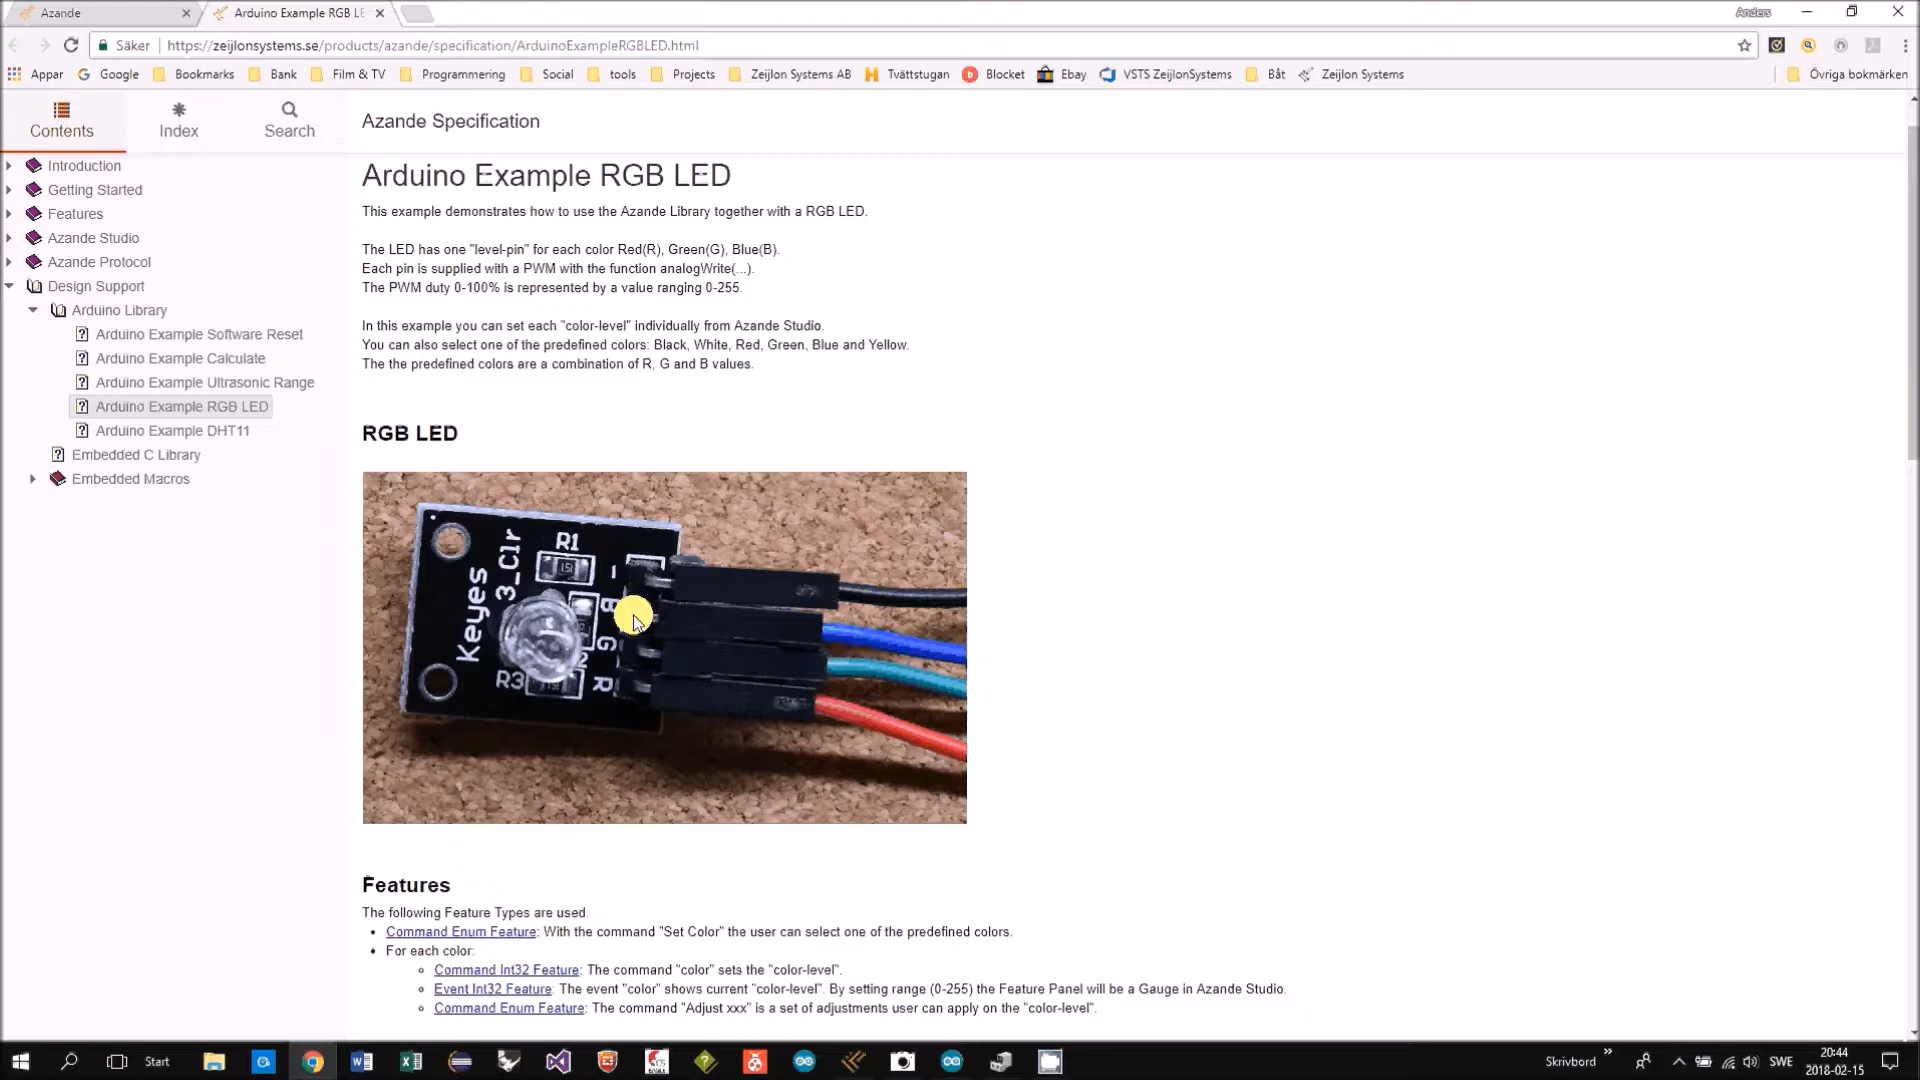 Azande
Arduino Example RGB LE
Anders
Säker
https://zeijlonsystems.se/products/azande/specification/ArduinoExampleRGBLED.html
Appar
Google
Bookmarks
Bank
Film & TV
Programmering
Social
tools
Projects
Zeijlon Systems AB
Tvättstugan
Blocket
Ebay
VSTS ZeijlonSystems
Båt
Zeijlon Systems
Övriga bokmärken
Contents
Index
Search
Introduction
Getting Started
Features
Azande Studio
Azande Protocol
Design Support
Arduino Library
Arduino Example Software Reset
Arduino Example Calculate
Arduino Example Ultrasonic Range
Arduino Example RGB LED
Arduino Example DHT11
Embedded C Library
Embedded Macros
Azande Specification
Arduino Example RGB LED
This example demonstrates how to use the Azande Library together with a RGB LED.
The LED has one "level-pin" for each color Red(R), Green(G), Blue(B).
Each pin is supplied with a PWM with the function analogWrite(...).
The PWM duty 0-100% is represented by a value ranging 0-255.
In this example you can set each "color-level" individually from Azande Studio.
You can also select one of the predefined colors: Black, White, Red, Green, Blue and Yellow.
The the predefined colors are a combination of R, G and B values.
RGB LED
Keyes
3_Clr
R1
151
R3
-
B
G
R
Features
The following Feature Types are used.
• Command Enum Feature: With the command "Set Color" the user can select one of the predefined colors.
• For each color:
Command Int32 Feature: The command "color" sets the "color-level".
Event Int32 Feature: The event "color" shows current "color-level". By setting range (0-255) the Feature Panel will be a Gauge in Azande Studio.
Command Enum Feature: The command "Adjust xxx" is a set of adjustments user can apply on the "color-level".
Start
Skrivbord
SWE
20:44
2018-02-15